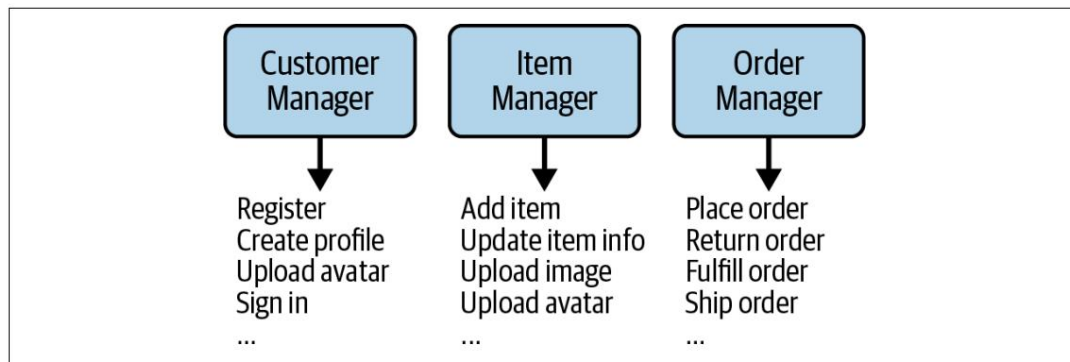 Customer
Manager
Item
Manager
Order
Manager
Register
Create profile
Upload avatar
Sign in
...
Add item
Update item info
Upload image
Upload avatar
...
Place order
Return order
Fulfill order
Ship order
...